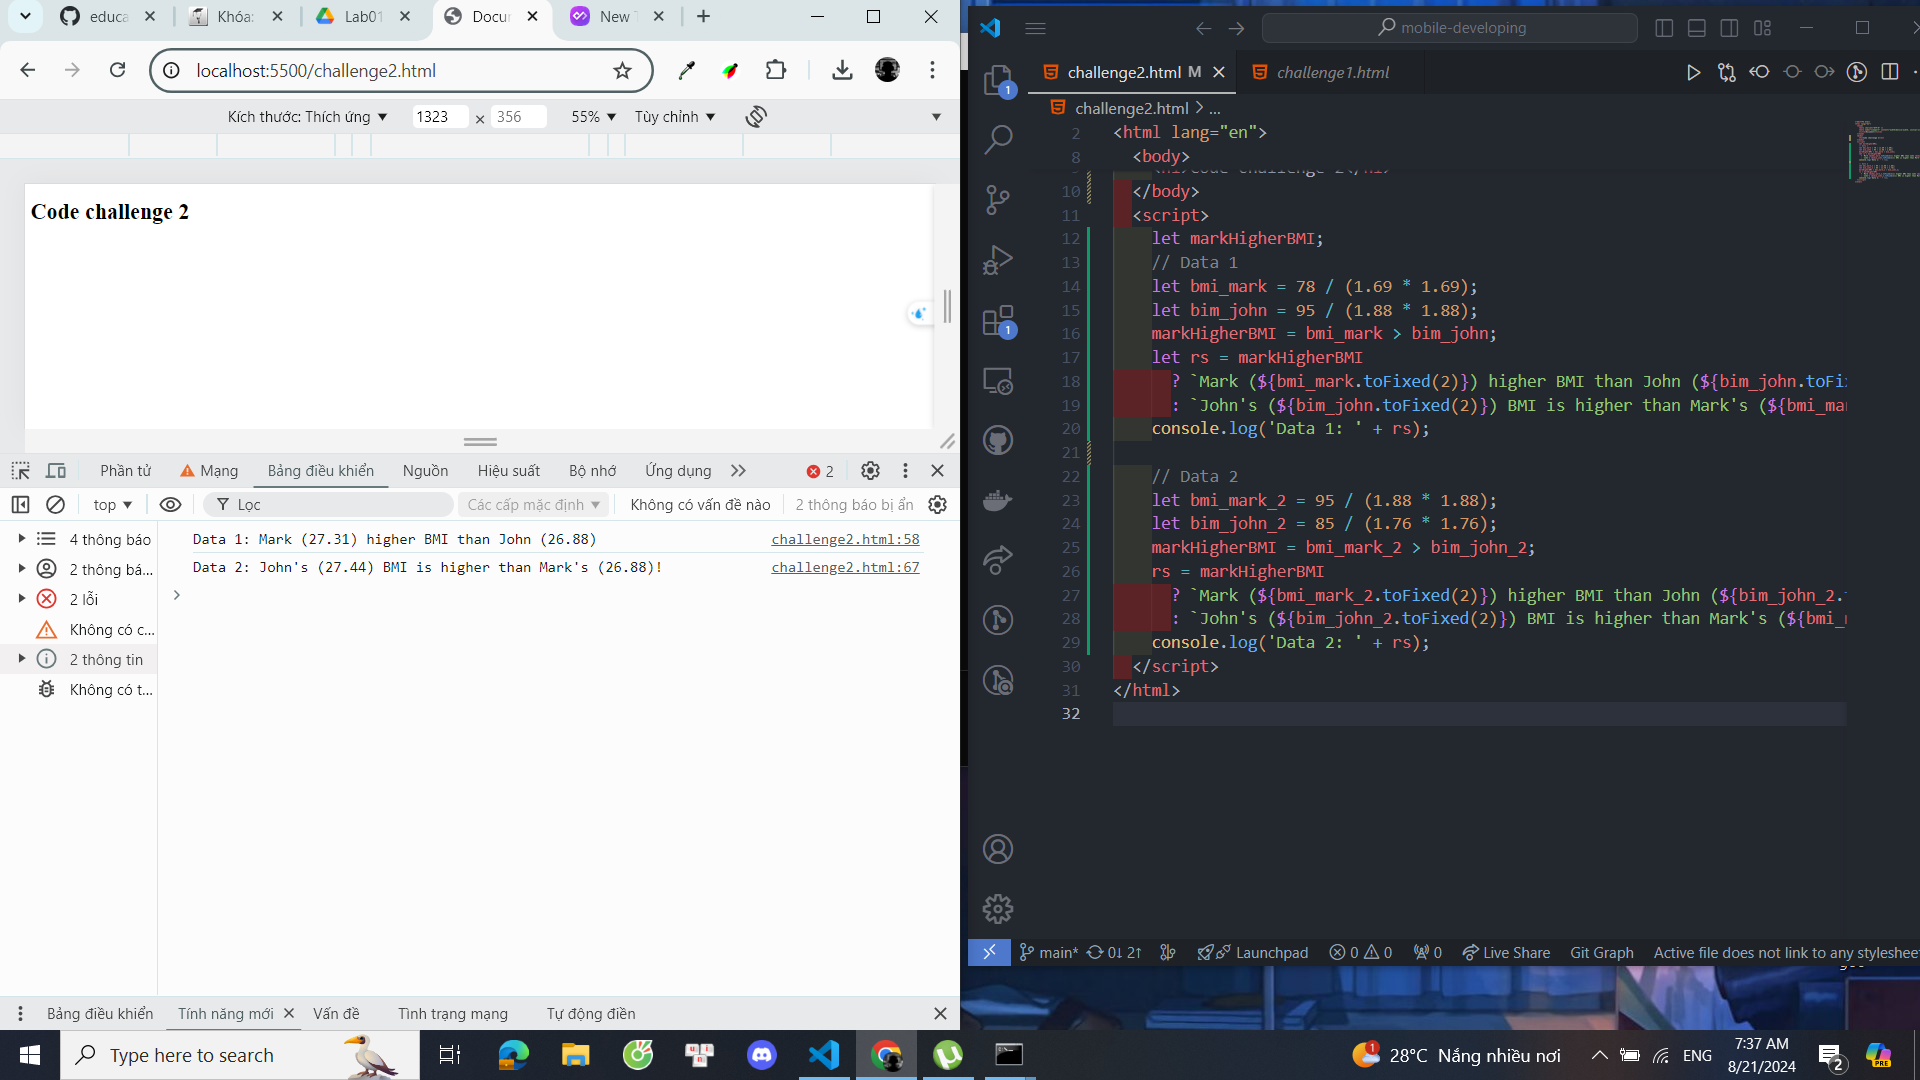 educa
Khóa:
Lab01
Docur
New T
localhost:5500/challenge2.html
Kích thước: Thích ứng
1323 × 356
55%
Tùy chỉnh
Code challenge 2
Phần tử
Mạng
Bảng điều khiển
Nguồn
Hiệu suất
Bộ nhớ
Ứng dụng
2
top
Lọc
Các cấp mặc định
Không có vấn đề nào
2 thông báo bị ẩn
4 thông báo
2 thông bá...
2 lỗi
Không có c...
2 thông tin
Không có t...
Data 1: Mark (27.31) higher BMI than John (26.88) challenge2.html:58
Data 2: John's (27.44) BMI is higher than Mark's (26.88)! challenge2.html:67
Bảng điều khiển
Tính năng mới
Vấn đề
Tình trạng mạng
Tự động điền
mobile-developing
challenge2.html M
challenge1.html
challenge2.html > ...
1
1
2 <html lang="en">
8 <body>
10 </body>
11 <script>
12 let markHigherBMI;
13 // Data 1
14 let bmi_mark = 78 / (1.69 * 1.69);
15 let bim_john = 95 / (1.88 * 1.88);
16 markHigherBMI = bmi_mark > bim_john;
17 let rs = markHigherBMI
18 ? `Mark (${bmi_mark.toFixed(2)}) higher BMI than John (${bim_john.toFi
19 : `John's (${bim_john.toFixed(2)}) BMI is higher than Mark's (${bmi_ma
20 console.log('Data 1: ' + rs);
21
22 // Data 2
23 let bmi_mark_2 = 95 / (1.88 * 1.88);
24 let bim_john_2 = 85 / (1.76 * 1.76);
25 markHigherBMI = bmi_mark_2 > bim_john_2;
26 rs = markHigherBMI
27 ? `Mark (${bmi_mark_2.toFixed(2)}) higher BMI than John (${bim_john_2.
28 : `John's (${bim_john_2.toFixed(2)}) BMI is higher than Mark's (${bmi_
29 console.log('Data 2: ' + rs);
30 </script>
31 </html>
32
main* 0↓ 2↑ Launchpad 0 0 0 Live Share Git Graph Active file does not link to any stylesheet
Type here to search
1
28°C Nắng nhiều nơi
ENG
7:37 AM
8/21/2024
2
PRE